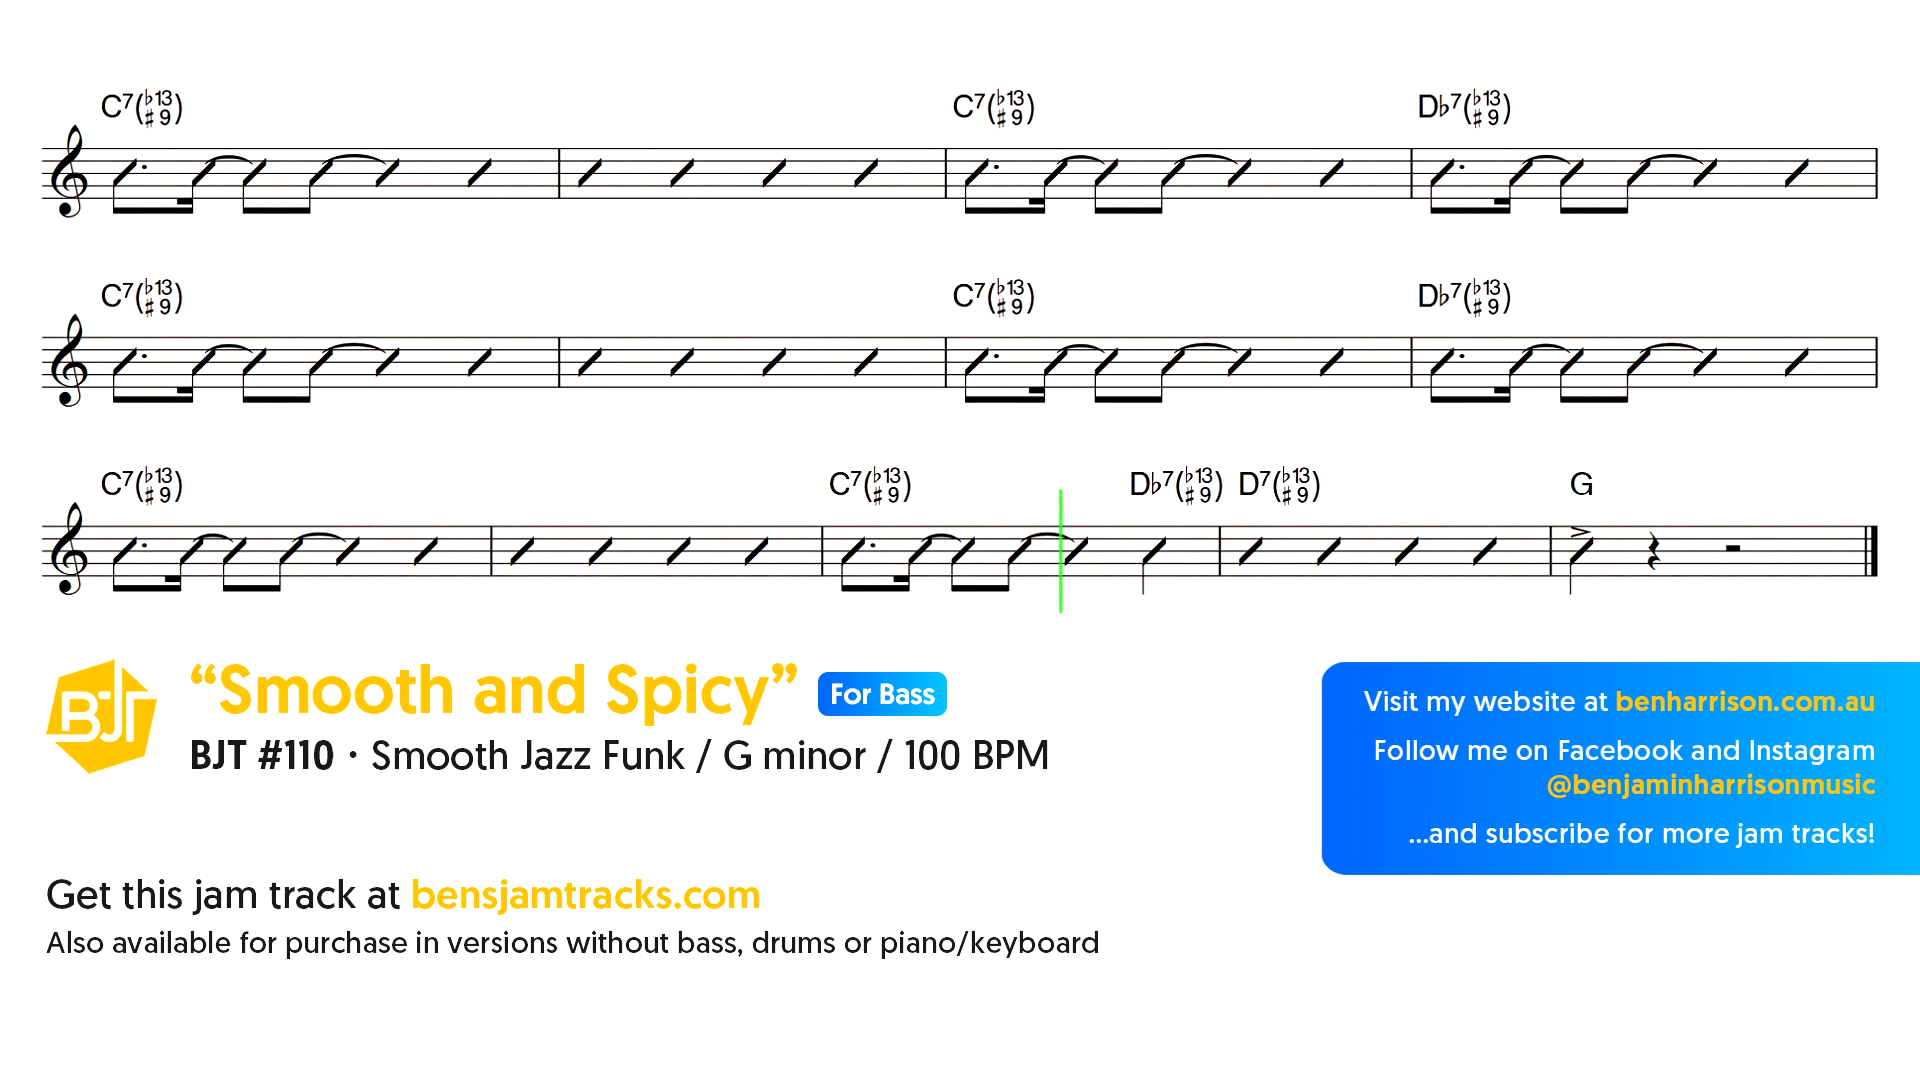 C7(♭13 ♯9) C7(♭13 ♯9) D♭7(♭13 ♯9)
C7(♭13 ♯9) C7(♭13 ♯9) D♭7(♭13 ♯9)
C7(♭13 ♯9) C7(♭13 ♯9) D♭7(♭13 ♯9) D7(♭13 ♯9) G
BJT
“Smooth and Spicy” For Bass
BJT #110 · Smooth Jazz Funk / G minor / 100 BPM
Visit my website at benharrison.com.au
Follow me on Facebook and Instagram
@benjaminharrisonmusic
...and subscribe for more jam tracks!
Get this jam track at bensjamtracks.com
Also available for purchase in versions without bass, drums or piano/keyboard